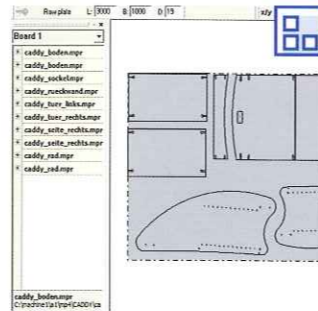 Raw plate L: 3000 B: 1000 D: 19 x/y
Board 1
caddy_boden.mpr
caddy_boden.mpr
caddy_sockel.mpr
caddy_rueckwand.mpr
caddy_tuer_links.mpr
caddy_tuer_rechts.mpr
caddy_seite_rechts.mpr
caddy_seite_rechts.mpr
caddy_rad.mpr
caddy_rad.mpr
caddy_boden.mpr